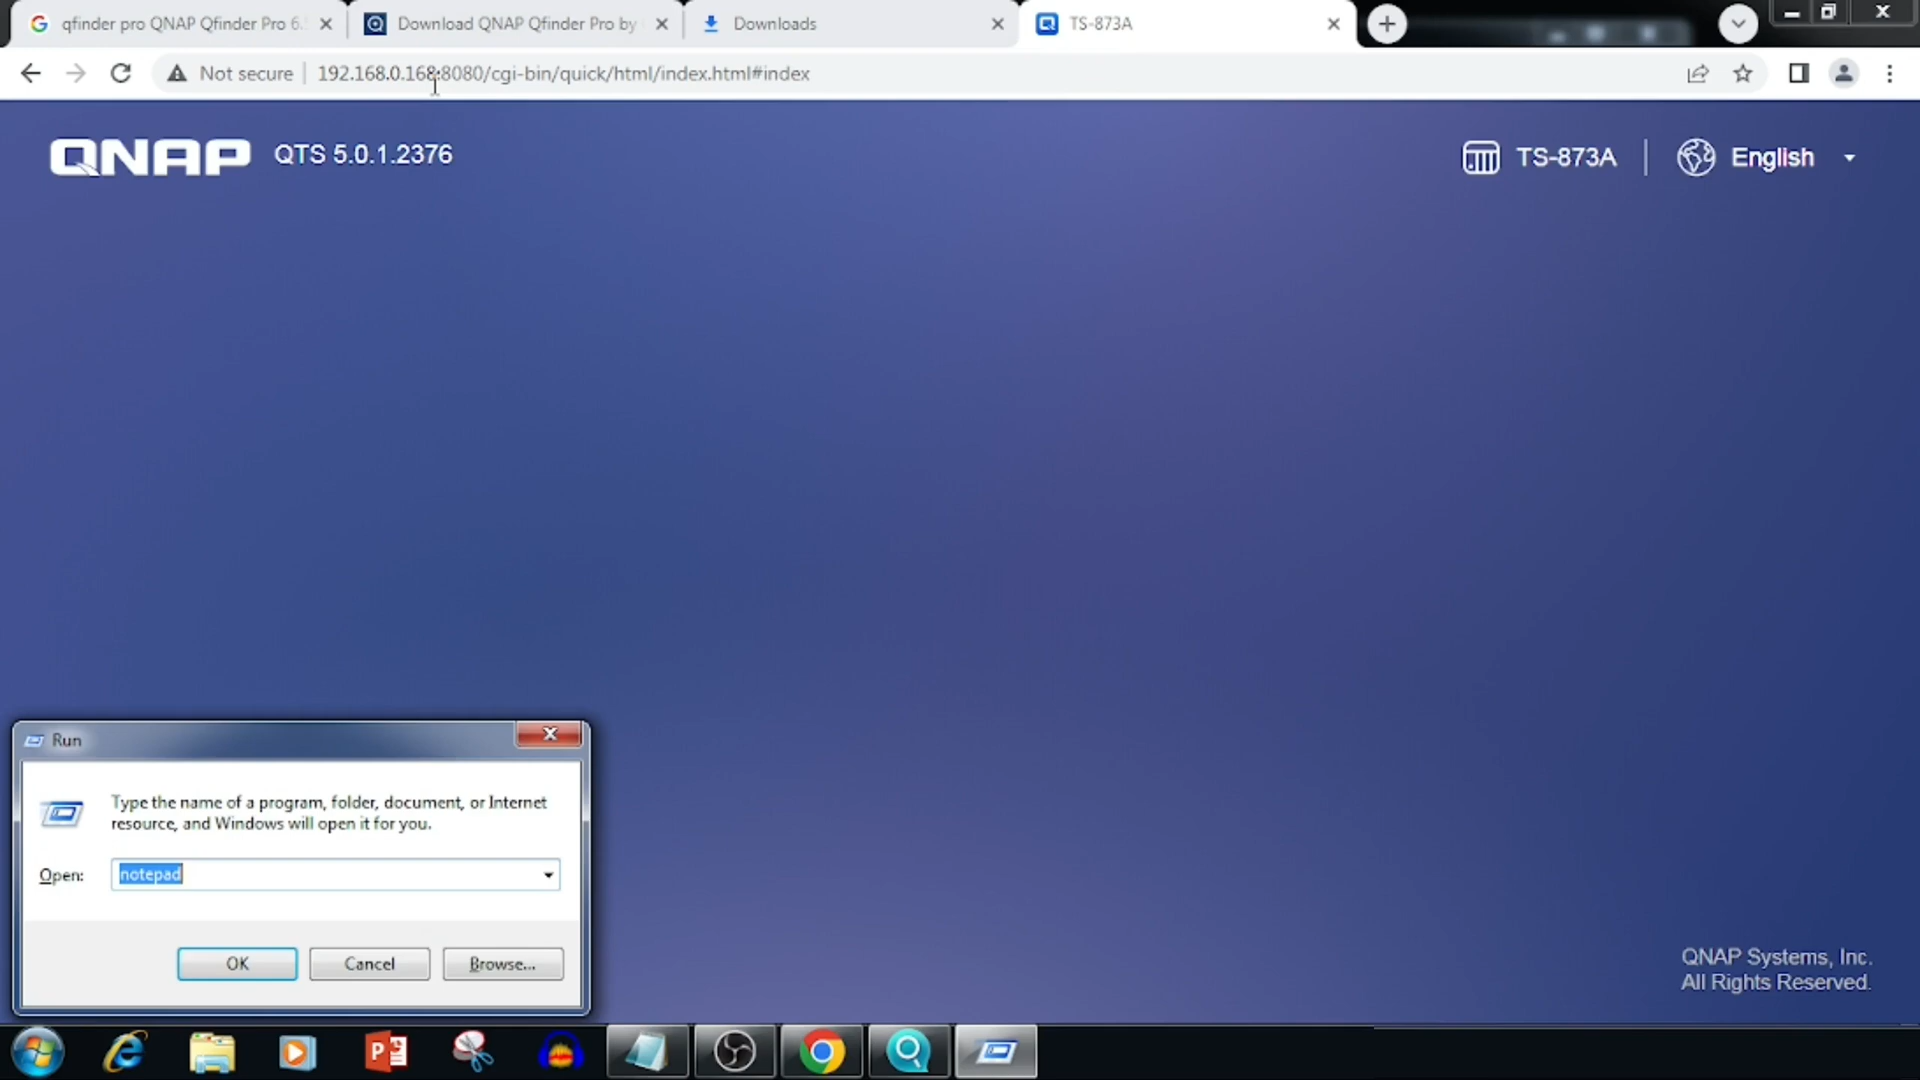 qfinder pro QNAP Qfinder Pro 6.
Download QNAP Qfinder Pro by
Downloads
TS-873A
Not secure
192.168.0.168:8080/cgi-bin/quick/html/index.html#index
QNAP
QTS 5.0.1.2376
TS-873A
English
Run
Type the name of a program, folder, document, or Internet
resource, and Windows will open it for you.
Open:
notepad
OK
Cancel
Browse...
QNAP Systems, Inc.
All Rights Reserved.